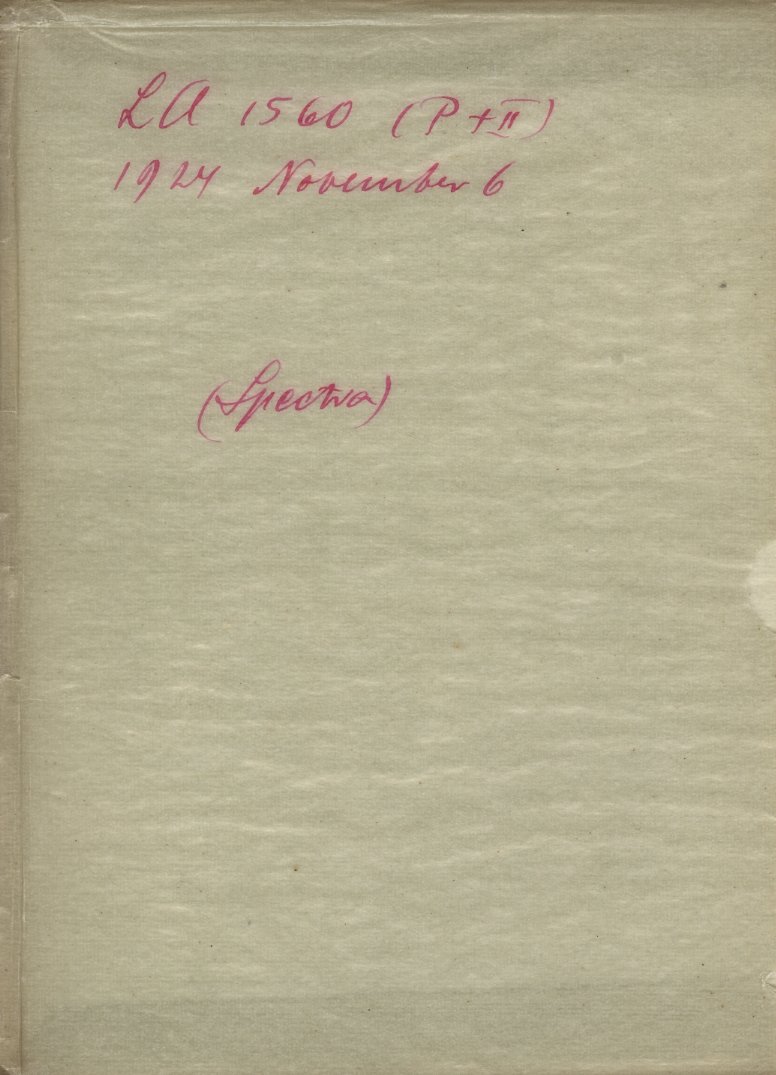 LA 1560 (P + II)
1924 November 6
(Spectra)